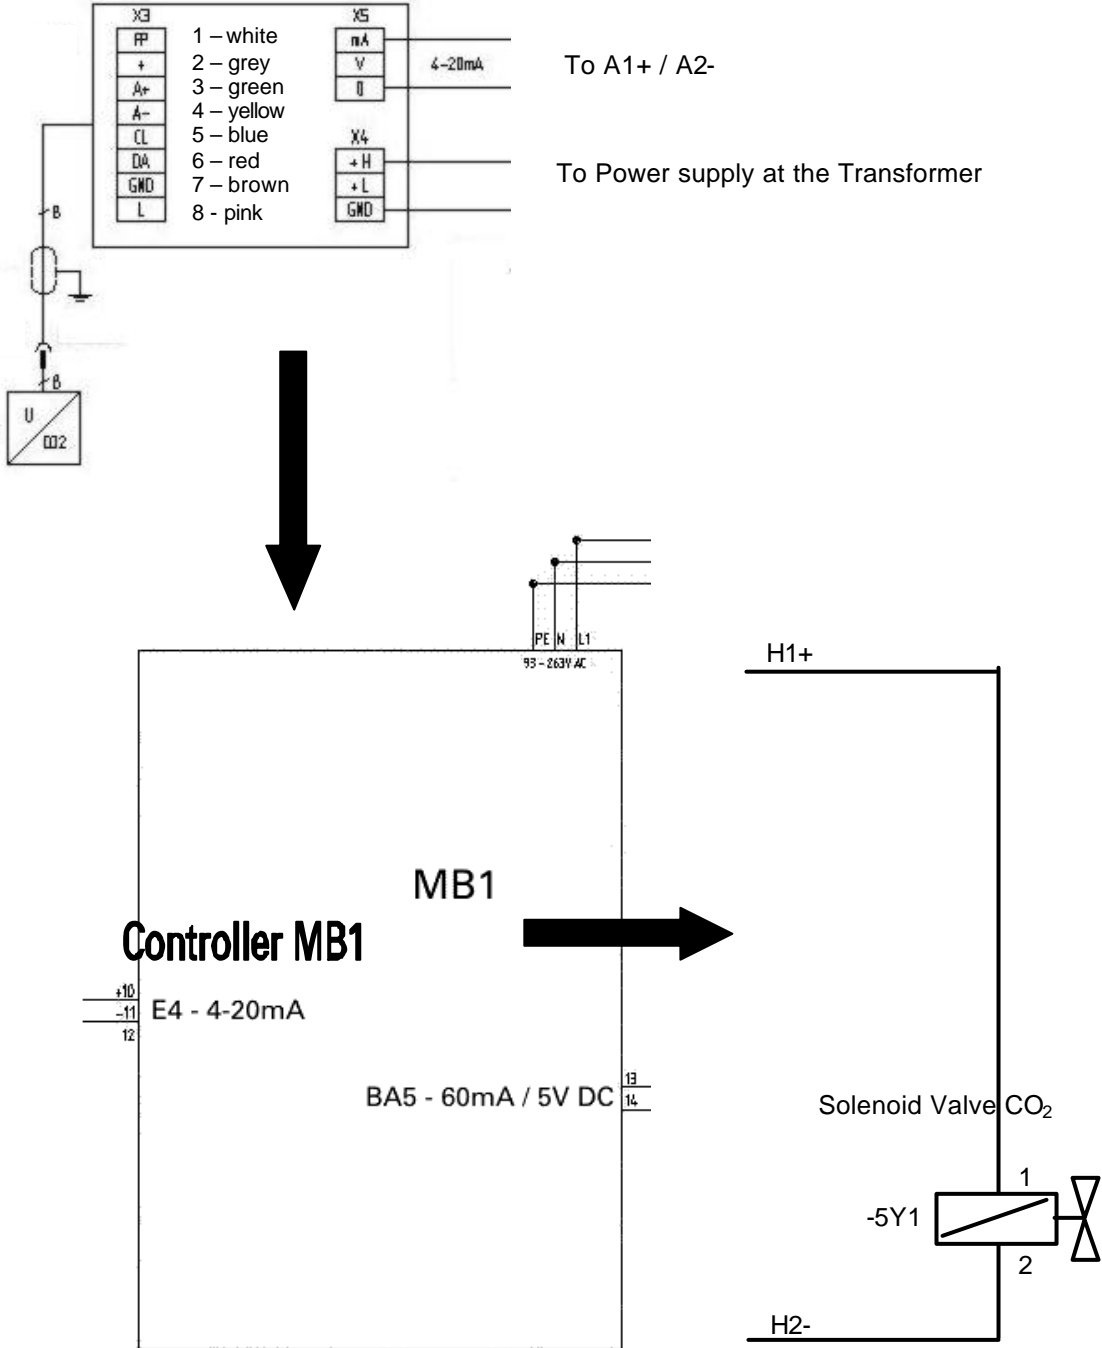 X3
PP
+
A+
A-
CL
DA
GND
L
1 – white
2 – grey
3 – green
4 – yellow
5 – blue
6 – red
7 – brown
8 - pink
X5
mA
V
0
4-20mA
To A1+ / A2-
X4
+H
+L
GND
To Power supply at the Transformer
8
8
U
CO2
PE N L1
93 - 263V AC
H1+
MB1
Controller MB1
+10
-11
12
E4 - 4-20mA
BA5 - 60mA / 5V DC
13
14
Solenoid Valve CO₂
1
-5Y1
2
H2-